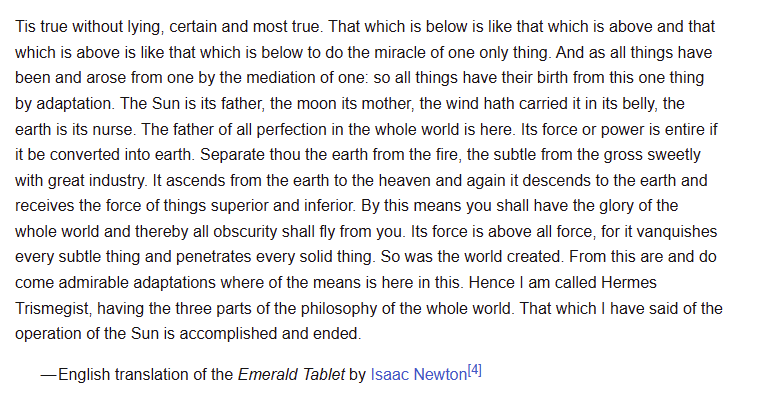 Tis true without lying, certain and most true. That which is below is like that which is above and that
which is above is like that which is below to do the miracle of one only thing. And as all things have
been and arose from one by the mediation of one: so all things have their birth from this one thing
by adaptation. The Sun is its father, the moon its mother, the wind hath carried it in its belly, the
earth is its nurse. The father of all perfection in the whole world is here. Its force or power is entire if
it be converted into earth. Separate thou the earth from the fire, the subtle from the gross sweetly
with great industry. It ascends from the earth to the heaven and again it descends to the earth and
receives the force of things superior and inferior. By this means you shall have the glory of the
whole world and thereby all obscurity shall fly from you. Its force is above all force, for it vanquishes
every subtle thing and penetrates every solid thing. So was the world created. From this are and do
come admirable adaptations where of the means is here in this. Hence I am called Hermes
Trismegist, having the three parts of the philosophy of the whole world. That which I have said of the
operation of the Sun is accomplished and ended.
—English translation of the Emerald Tablet by Isaac Newton[4]